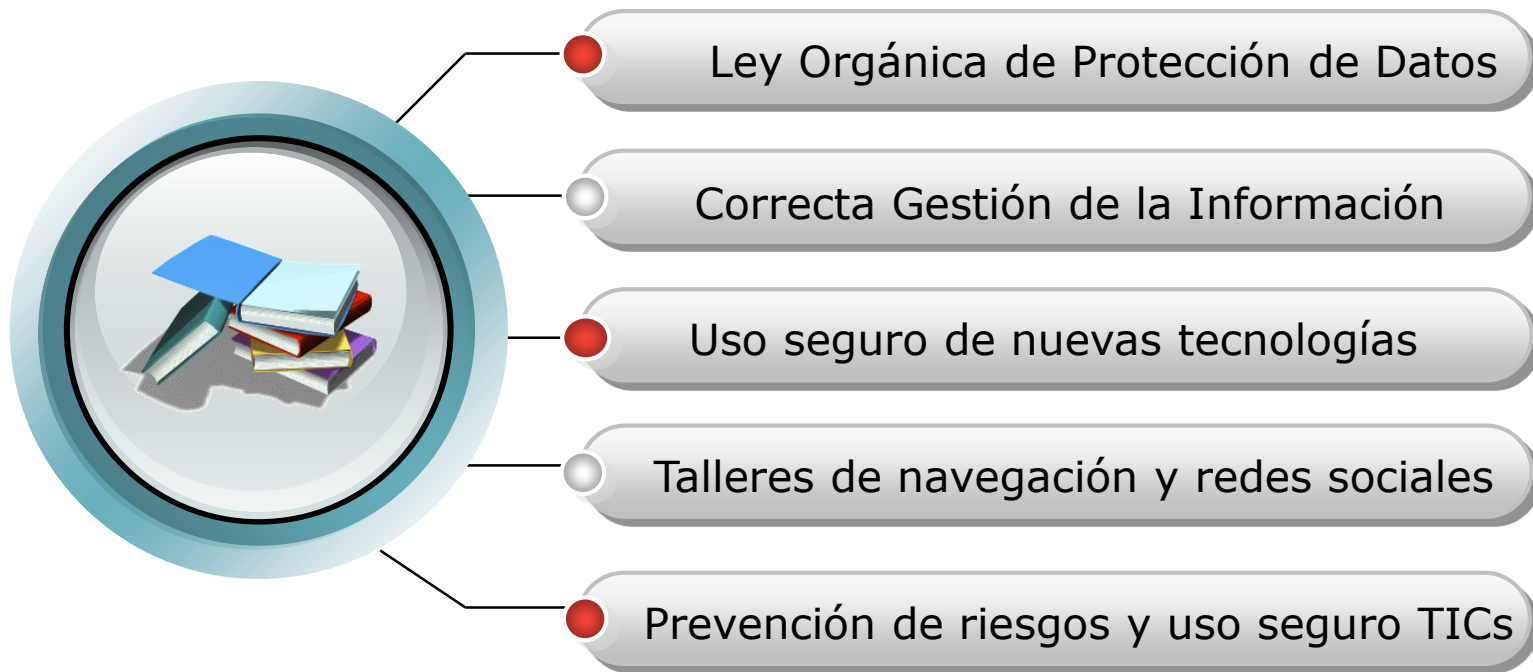 Ley Orgánica de Protección de Datos
Correcta Gestión de la Información
Uso seguro de nuevas tecnologías
Talleres de navegación y redes sociales
Prevención de riesgos y uso seguro TICs